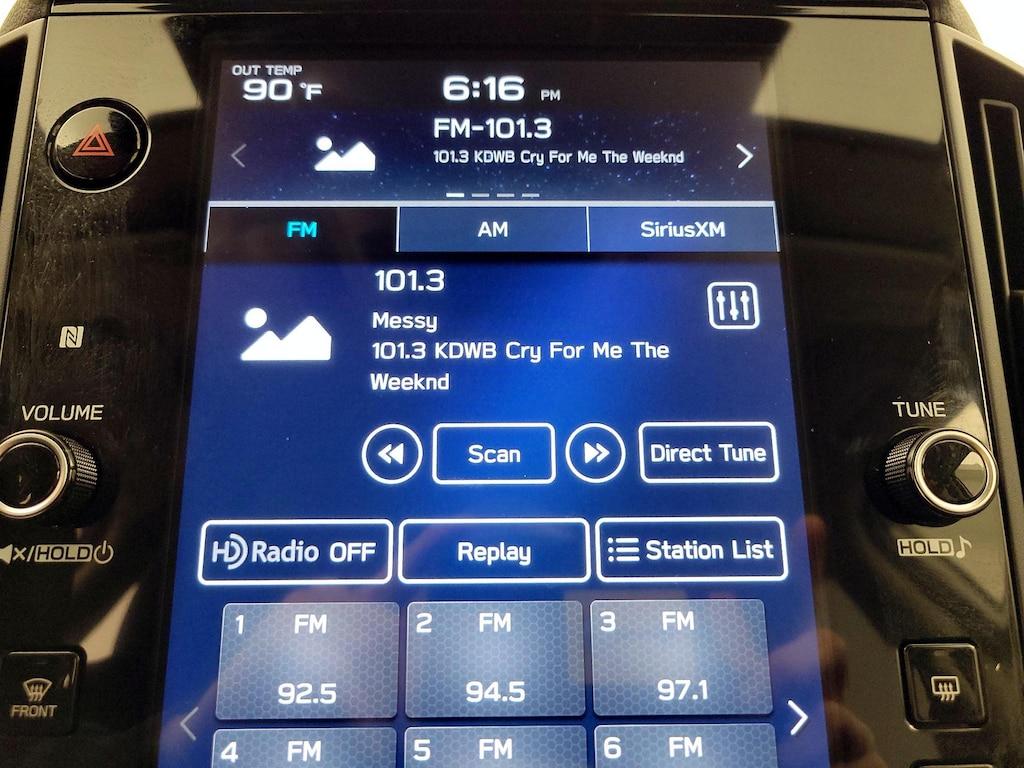 OUT TEMP
90 °F
6:16 PM
FM-101.3
101.3 KDWB Cry For Me The Weeknd
FM AM SiriusXM
101.3
Messy
101.3 KDWB Cry For Me The
Weeknd
VOLUME
TUNE
Scan Direct Tune
/HOLD
HOLD
HD Radio OFF Replay Station List
1 FM 2 FM 3 FM
92.5 94.5 97.1
FRONT
4 FM 5 FM 6 FM